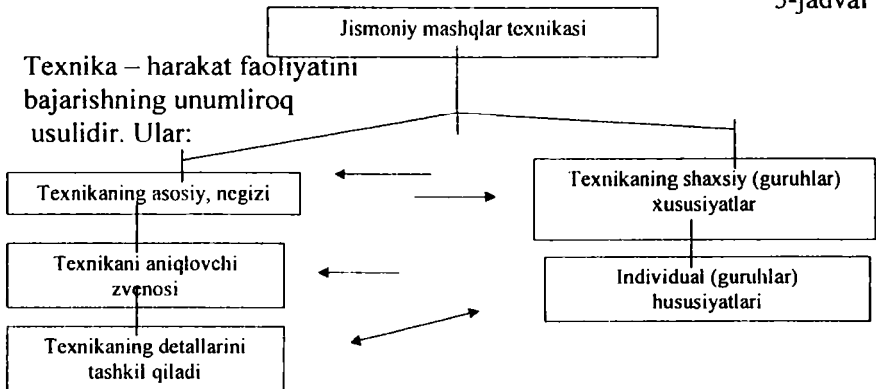 5-jadval
Jismoniy mashqlar texnikasi
Texnika – harakat faoliyatini
bajarishning unumliroq
usulidir. Ular:
Texnikaning asosiy, negizi
Texnikaning shaxsiy (guruhlar)
xususiyatlar
Texnikani aniqlovchi
zvenosi
Individual (guruhlar)
hususiyatlari
Texnikaning detallarini
tashkil qiladi